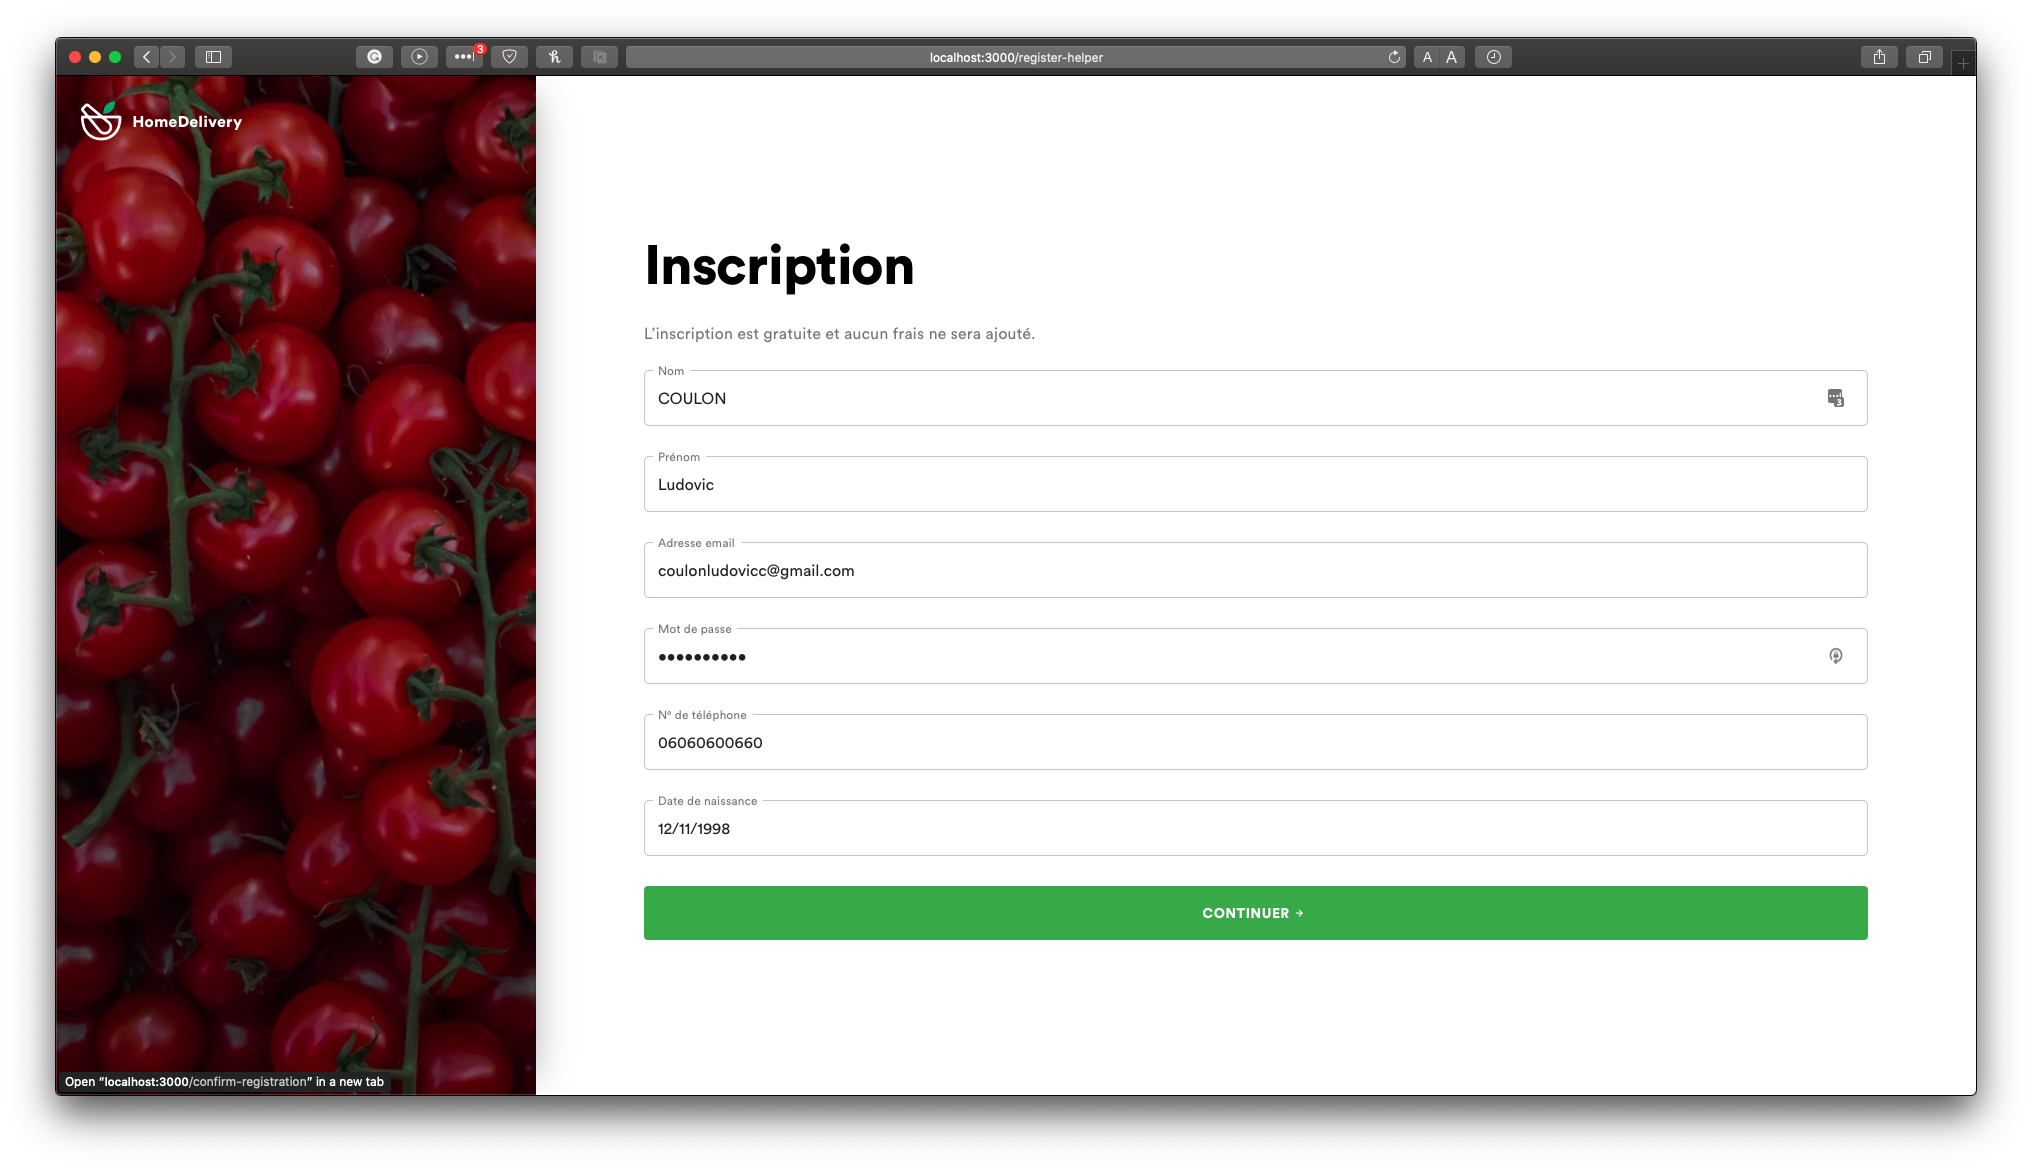 3
localhost:3000/register-helper
A A
HomeDelivery
Inscription
L’inscription est gratuite et aucun frais ne sera ajouté.
Nom
COULON
3
Prénom
Ludovic
Adresse email
coulonludovicc@gmail.com
Mot de passe
••••••••••
N° de téléphone
06060600660
Date de naissance
12/11/1998
CONTINUER →
Open “localhost:3000/confirm-registration” in a new tab